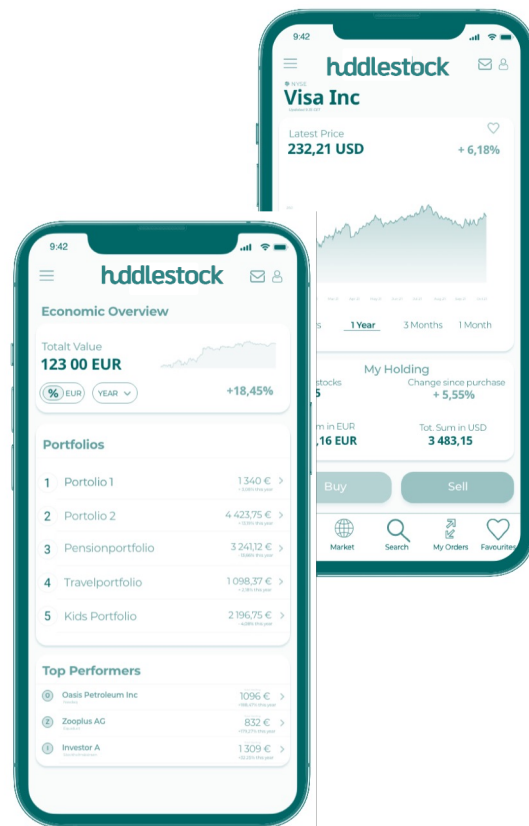 9:42
huddlestock
NYSE
Visa Inc
Latest Price
232,21 USD
+ 6,18%
1 Year
3 Months
1 Month
My Holding
Change since purchase
+ 5,55%
in EUR
,16 EUR
Tot. Sum in USD
3 483,15
Buy
Sell
Market
Search
My Orders
Favourites
9:42
huddlestock
Economic Overview
Totalt Value
123 00 EUR
% EUR
YEAR
+18,45%
Portfolios
1 Portolio 1
1 340 €
2 Portolio 2
4 423,75 €
3 Pensionportfolio
3 241,12 €
4 Travelportfolio
1 098,37 €
5 Kids Portfolio
2 196,75 €
Top Performers
O Oasis Petroleum Inc
1096 €
Z Zooplus AG
832 €
I Investor A
1 309 €